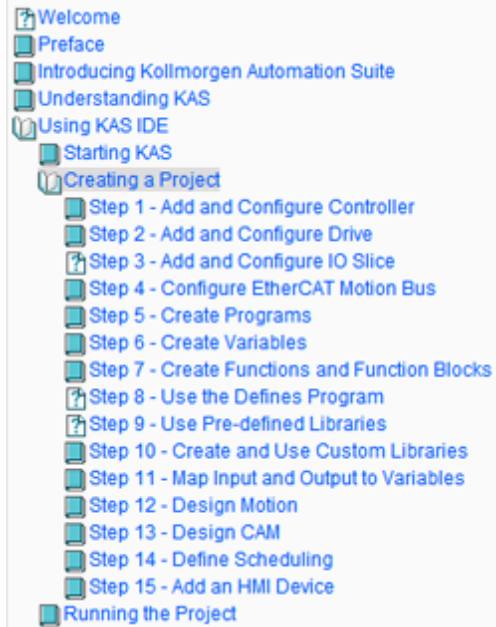 Welcome
Preface
Introducing Kollmorgen Automation Suite
Understanding KAS
Using KAS IDE
Starting KAS
Creating a Project
Step 1 - Add and Configure Controller
Step 2 - Add and Configure Drive
Step 3 - Add and Configure IO Slice
Step 4 - Configure EtherCAT Motion Bus
Step 5 - Create Programs
Step 6 - Create Variables
Step 7 - Create Functions and Function Blocks
Step 8 - Use the Defines Program
Step 9 - Use Pre-defined Libraries
Step 10 - Create and Use Custom Libraries
Step 11 - Map Input and Output to Variables
Step 12 - Design Motion
Step 13 - Design CAM
Step 14 - Define Scheduling
Step 15 - Add an HMI Device
Running the Project